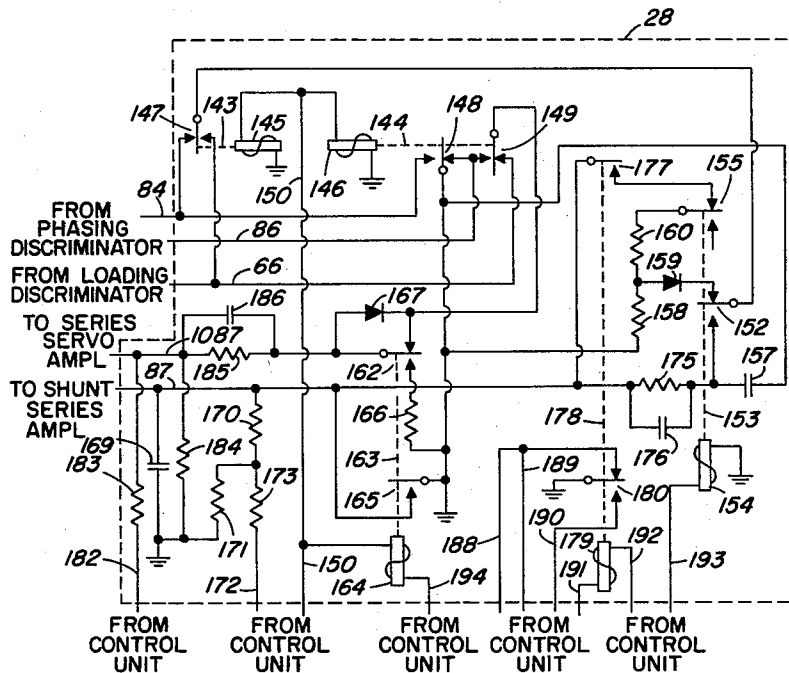 28
147
143
145
144
148
149
146
150
177
155
84
FROM
PHASING
DISCRIMINATOR
86
160
159
FROM LOADING
DISCRIMINATOR
66
158
152
186
167
TO SERIES
SERVO
AMPL
1087
185
162
175
157
TO SHUNT
SERIES
AMPL
87
170
166
178
176
153
169
184
163
189
183
173
165
180
154
171
188
190
179
192
193
182
172
150
164
194
191
FROM
CONTROL
UNIT
FROM
CONTROL
UNIT
FROM
CONTROL
UNIT
FROM
CONTROL
UNIT
FROM
CONTROL
UNIT